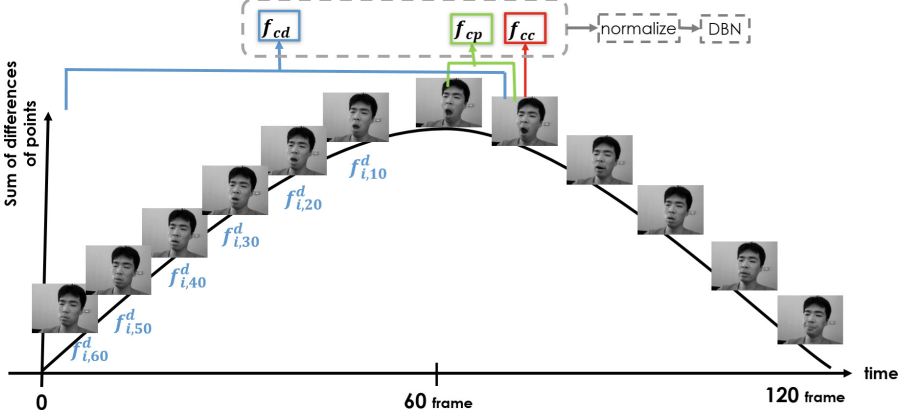 f_cd
f_cp
f_cc
normalize
DBN
Sum of differences
of points
f^d_i,10
f^d_i,20
f^d_i,30
f^d_i,40
f^d_i,50
f^d_i,60
time
0
60 frame
120 frame